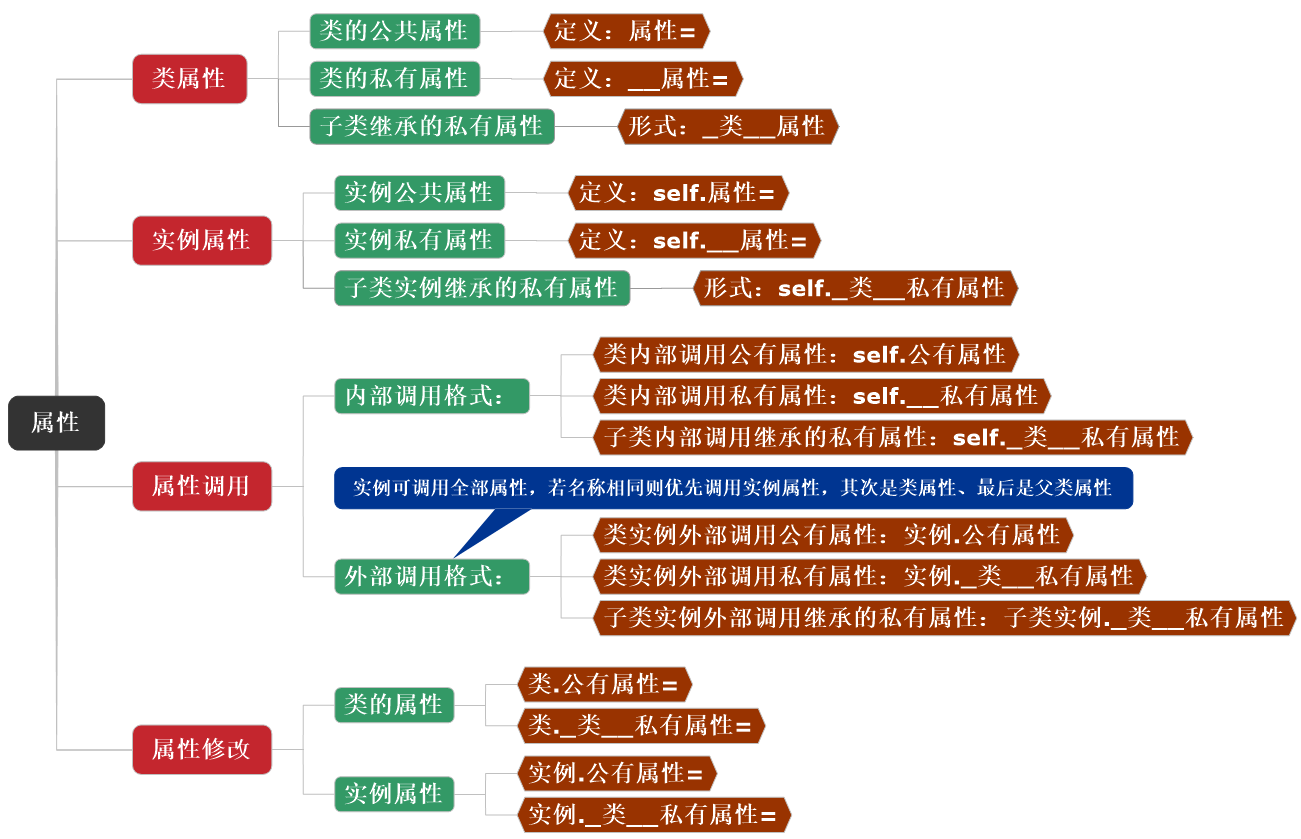 属性
类属性
类的公共属性
定义：属性=
类的私有属性
定义：__属性=
子类继承的私有属性
形式：_类__属性
实例属性
实例公共属性
定义：self.属性=
实例私有属性
定义：self.__属性=
子类实例继承的私有属性
形式：self._类__私有属性
属性调用
内部调用格式：
类内部调用公有属性：self.公有属性
类内部调用私有属性：self.__私有属性
子类内部调用继承的私有属性：self._类__私有属性
实例可调用全部属性，若名称相同则优先调用实例属性，其次是类属性、最后是父类属性
外部调用格式：
类实例外部调用公有属性：实例.公有属性
类实例外部调用私有属性：实例._类__私有属性
子类实例外部调用继承的私有属性：子类实例._类__私有属性
属性修改
类的属性
类.公有属性=
类._类__私有属性=
实例属性
实例.公有属性=
实例._类__私有属性=